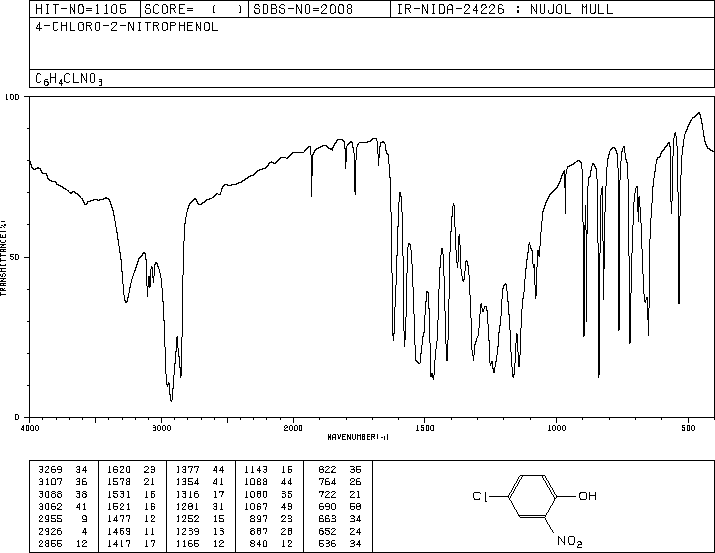 HIT-NO=1105 SCORE= ( ) SDBS-NO=2008 IR-NIDA-24226 : NUJOL MULL
4-CHLORO-2-NITROPHENOL
C6H4CLNO3
100
TRANSMITTANCE(%)
50
0
4000 3000 2000 1500 1000 500
WAVENUMBER(-1)
3269 34 1620 23 1377 44 1143 15 822 35
3107 36 1578 21 1354 41 1088 44 764 26
3088 38 1531 16 1316 17 1080 35 722 21
3062 41 1521 16 1281 31 1067 49 690 58
2955 9 1477 12 1252 15 897 23 663 34
2926 4 1469 11 1239 13 887 28 652 24
2855 12 1417 17 1165 12 840 12 536 34
Cl OH
NO2